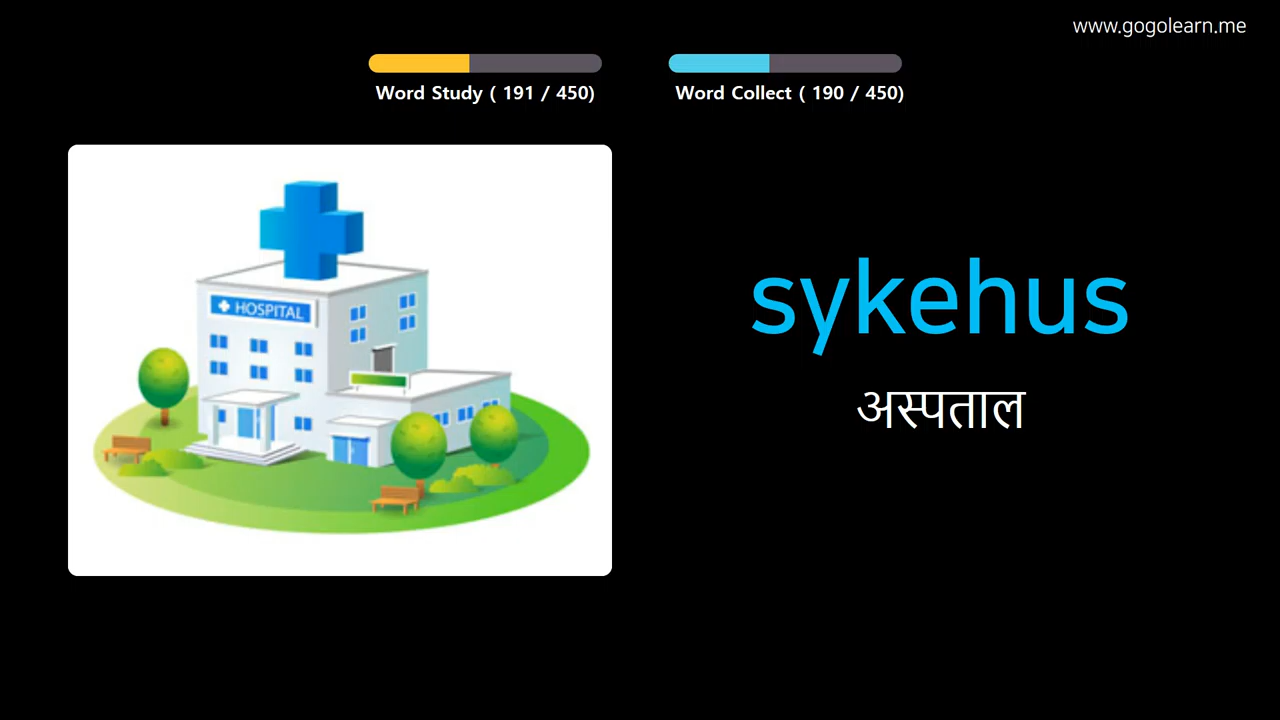 www.gogolearn.me
Word Study ( 191 / 450)
Word Collect ( 190 / 450)
HOSPITAL
sykehus
अस्पताल